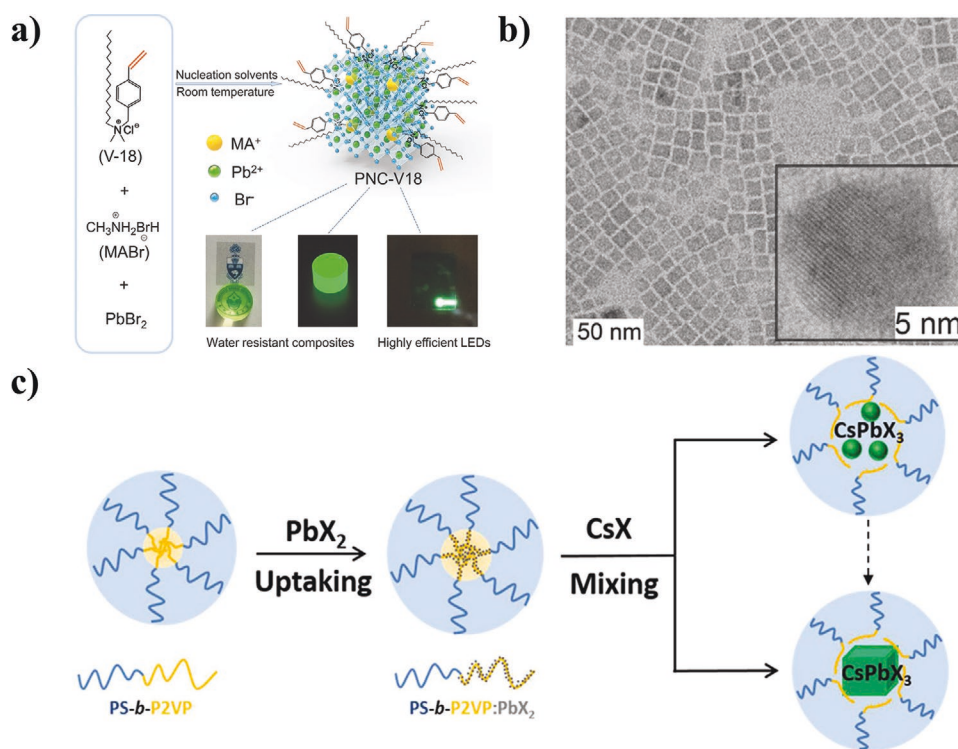 a)
(V-18)
+
CH₃NH₂BrH
(MABr)
+
PbBr₂
Nucleation solvents
Room temperature
MA⁺
Pb²⁺
Br⁻
PNC-V18
Water resistant composites
Highly efficient LEDs
b)
50 nm
5 nm
c)
PbX₂
Uptaking
CsX
Mixing
CsPbX₃
CsPbX₃
PS-b-P2VP
PS-b-P2VP:PbX₂